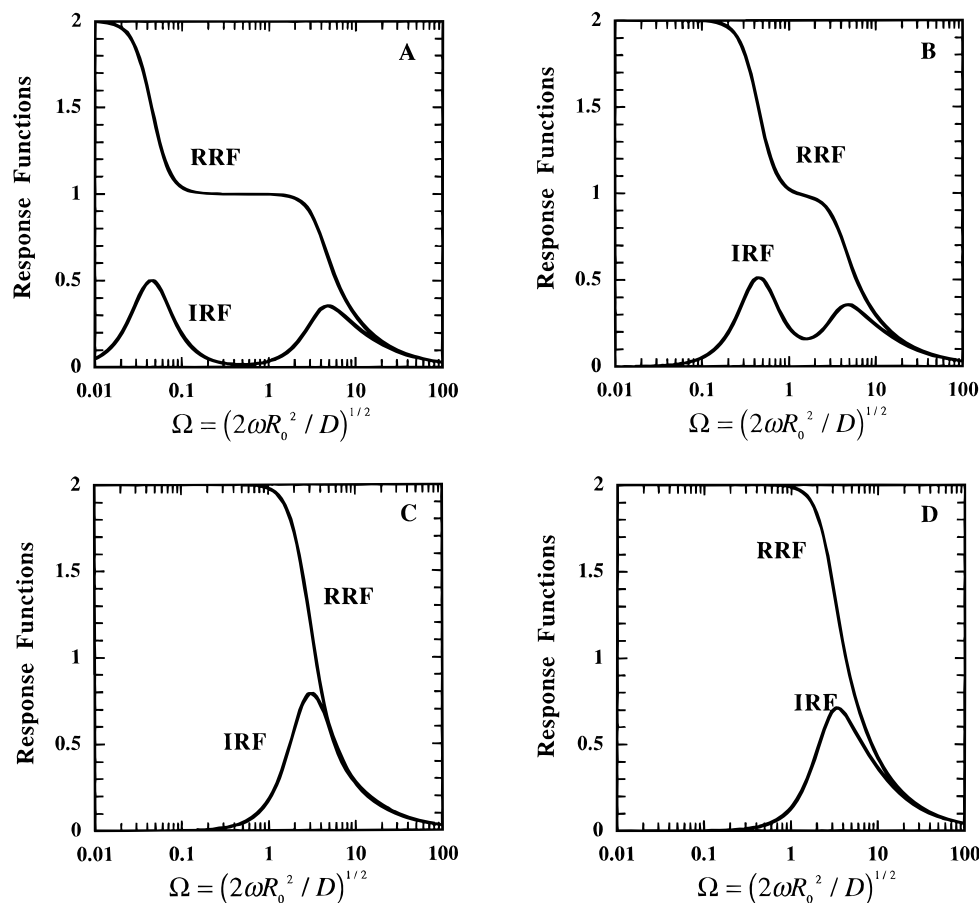 A
Response Functions
2
1.5
1
0.5
0
RRF
IRF
0.01 0.1 1 10 100
Ω = (2ωR₀² / D)^{1/2}
B
Response Functions
2
1.5
1
0.5
0
RRF
IRF
0.01 0.1 1 10 100
Ω = (2ωR₀² / D)^{1/2}
C
Response Functions
2
1.5
1
0.5
0
RRF
IRF
0.01 0.1 1 10 100
Ω = (2ωR₀² / D)^{1/2}
D
Response Functions
2
1.5
1
0.5
0
RRF
IRF
0.01 0.1 1 10 100
Ω = (2ωR₀² / D)^{1/2}